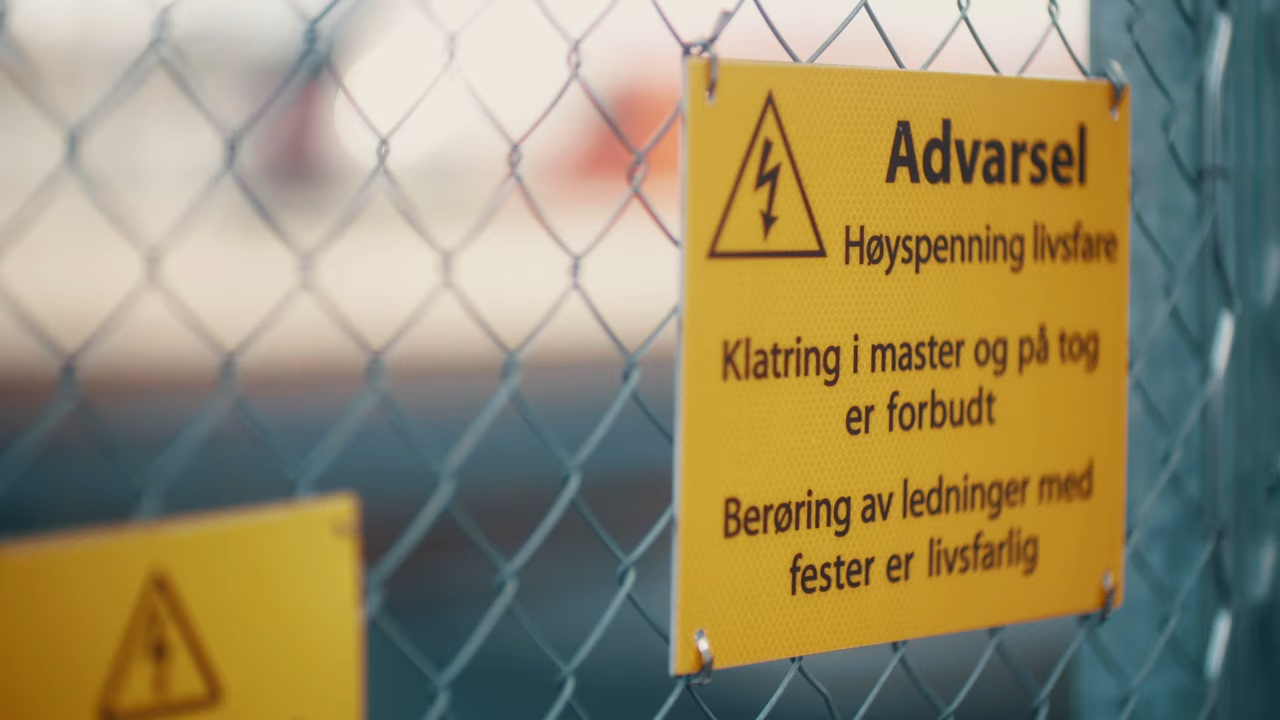 Advarsel
Høyspenning livsfare
Klatring i master og på tog
er forbudt
Berøring av ledninger med
fester er livsfarlig